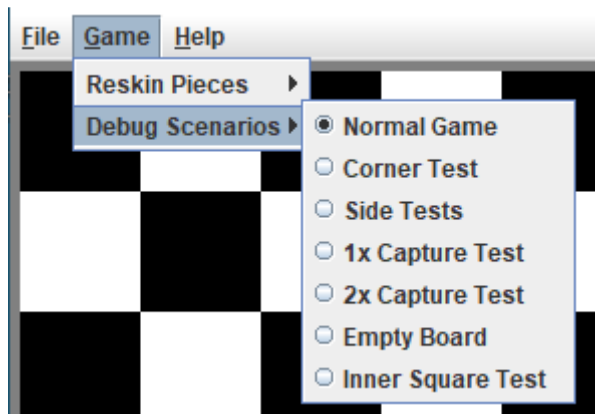 File Game Help
Reskin Pieces
Debug Scenarios
Normal Game
Corner Test
Side Tests
1x Capture Test
2x Capture Test
Empty Board
Inner Square Test